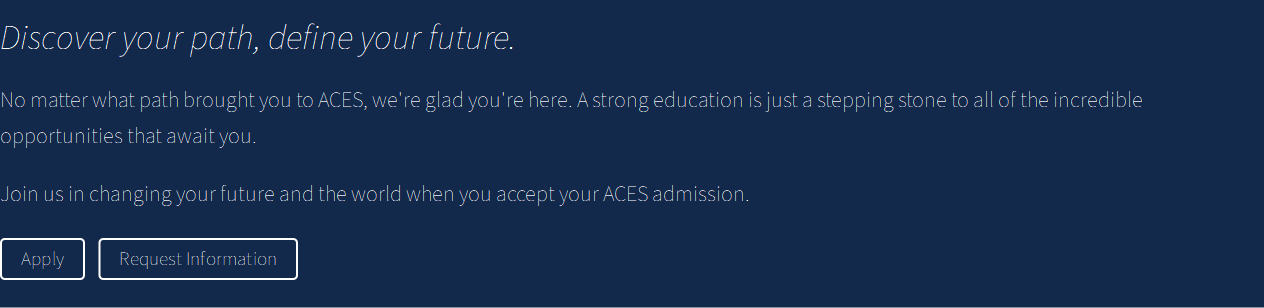 Discover your path, define your future.
No matter what path brought you to ACES, we're glad you're here. A strong education is just a stepping stone to all of the incredible
opportunities that await you.
Join us in changing your future and the world when you accept your ACES admission.
Apply
Request Information